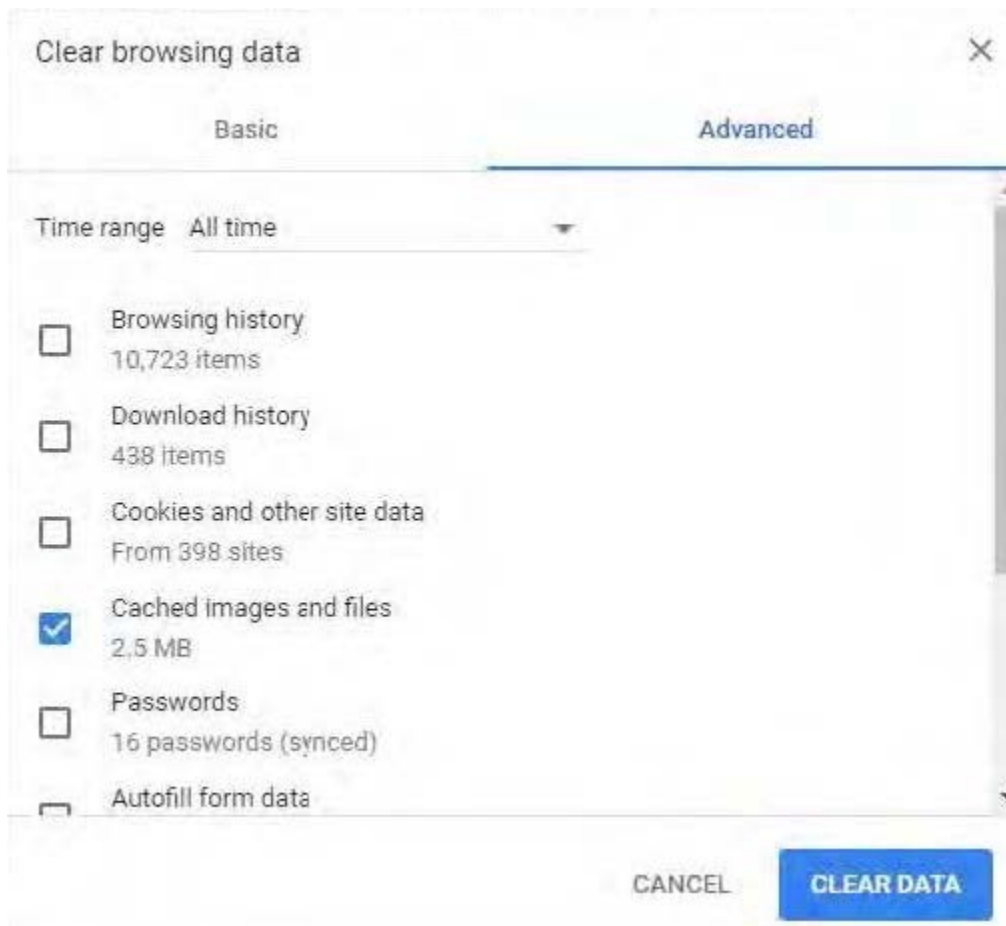 Clear browsing data
Basic
Advanced
Time range All time
Browsing history
10,723 items
Download history
438 items
Cookies and other site data
From 398 sites
Cached images and files
2.5 MB
Passwords
16 passwords (synced)
Autofill form data
CANCEL
CLEAR DATA